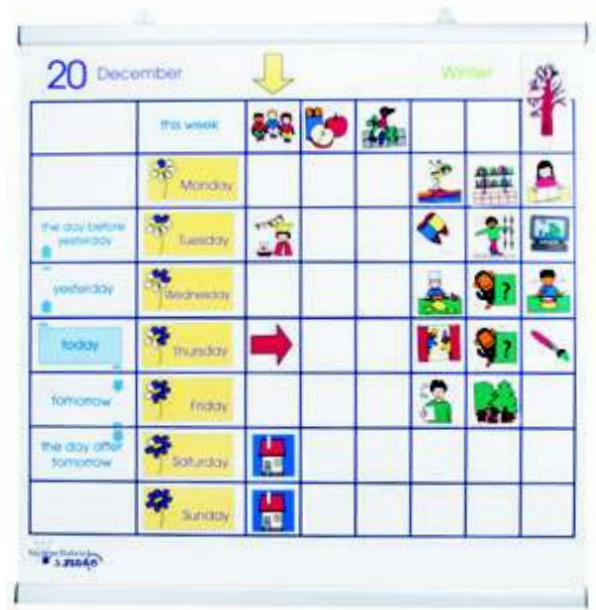 20 December
Winter
this week
Monday
the day before
yesterday
Tuesday
yesterday
Wednesday
today
Thursday
tomorrow
Friday
the day after
tomorrow
Saturday
Sunday
?
?